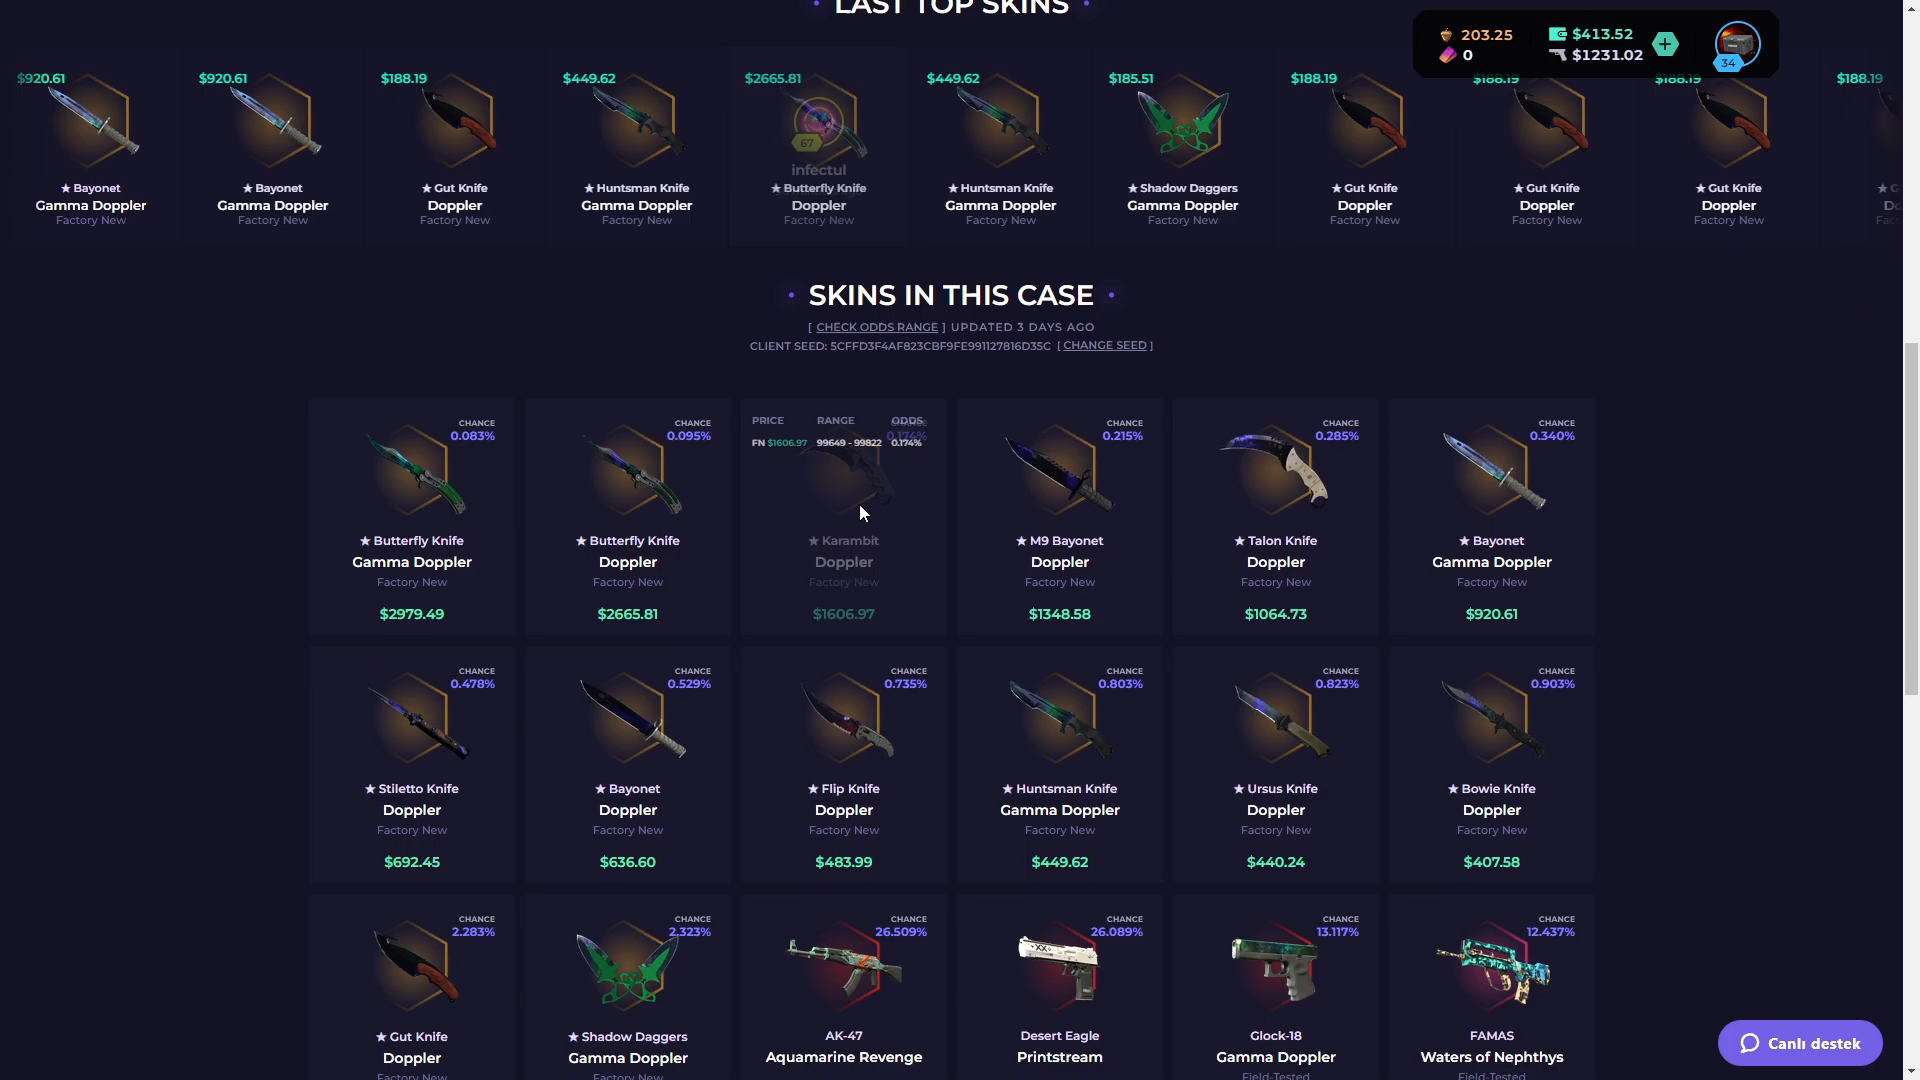 LAST TOP SKINS
203.25
$413.52
0
$1231.02
34
$920.61
$920.61
$188.19
$449.62
$2665.81
$449.62
$185.51
$188.19
$188.19
$188.19
$188.19
67
infectul
★ Bayonet
Gamma Doppler
Factory New
★ Bayonet
Gamma Doppler
Factory New
★ Gut Knife
Doppler
Factory New
★ Huntsman Knife
Gamma Doppler
Factory New
★ Butterfly Knife
Doppler
Factory New
★ Huntsman Knife
Gamma Doppler
Factory New
★ Shadow Daggers
Gamma Doppler
Factory New
★ Gut Knife
Doppler
Factory New
★ Gut Knife
Doppler
Factory New
★ Gut Knife
Doppler
Factory New
SKINS IN THIS CASE
[ CHECK ODDS RANGE ] UPDATED 3 DAYS AGO
CLIENT SEED: 5CFFD3F4AF823CBF9FE991127816D35C [ CHANGE SEED ]
CHANCE
0.083%
★ Butterfly Knife
Gamma Doppler
Factory New
$2979.49
CHANCE
0.095%
★ Butterfly Knife
Doppler
Factory New
$2665.81
PRICE RANGE ODDS
FN $1606.97 99649 - 99822 0.174%
0.174%
★ Karambit
Doppler
Factory New
$1606.97
CHANCE
0.215%
★ M9 Bayonet
Doppler
Factory New
$1348.58
CHANCE
0.285%
★ Talon Knife
Doppler
Factory New
$1064.73
CHANCE
0.340%
★ Bayonet
Gamma Doppler
Factory New
$920.61
CHANCE
0.478%
★ Stiletto Knife
Doppler
Factory New
$692.45
CHANCE
0.529%
★ Bayonet
Doppler
Factory New
$636.60
CHANCE
0.735%
★ Flip Knife
Doppler
Factory New
$483.99
CHANCE
0.803%
★ Huntsman Knife
Gamma Doppler
Factory New
$449.62
CHANCE
0.823%
★ Ursus Knife
Doppler
Factory New
$440.24
CHANCE
0.903%
★ Bowie Knife
Doppler
Factory New
$407.58
CHANCE
2.283%
★ Gut Knife
Doppler
Factory New
CHANCE
2.323%
★ Shadow Daggers
Gamma Doppler
Factory New
CHANCE
26.509%
AK-47
Aquamarine Revenge
CHANCE
26.089%
Desert Eagle
Printstream
CHANCE
13.117%
Glock-18
Gamma Doppler
Field-Tested
CHANCE
12.437%
FAMAS
Waters of Nephthys
Field-Tested
Canlı destek